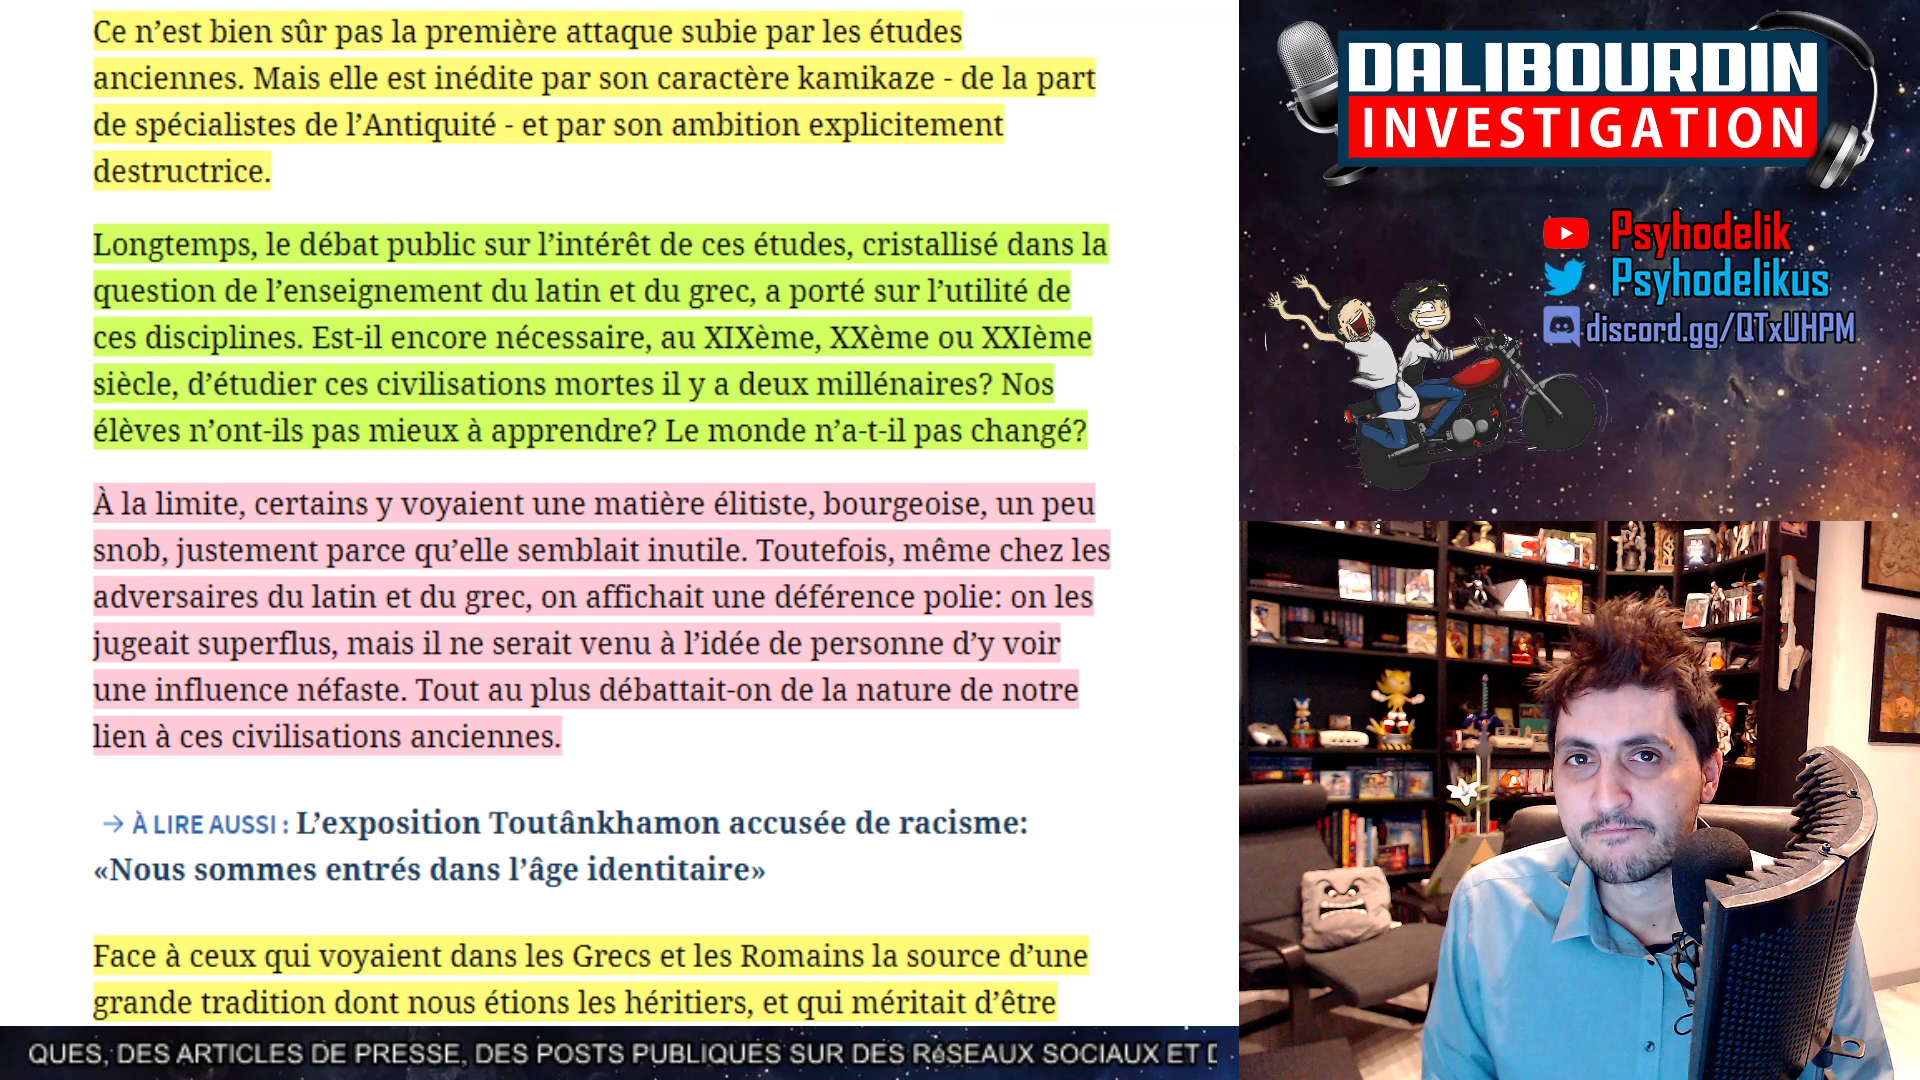 Ce n’est bien sûr pas la première attaque subie par les études
anciennes. Mais elle est inédite par son caractère kamikaze - de la part
de spécialistes de l’Antiquité - et par son ambition explicitement
destructrice.
Longtemps, le débat public sur l’intérêt de ces études, cristallisé dans la
question de l’enseignement du latin et du grec, a porté sur l’utilité de
ces disciplines. Est-il encore nécessaire, au XIXème, XXème ou XXIème
siècle, d’étudier ces civilisations mortes il y a deux millénaires? Nos
élèves n’ont-ils pas mieux à apprendre? Le monde n’a-t-il pas changé?
À la limite, certains y voyaient une matière élitiste, bourgeoise, un peu
snob, justement parce qu’elle semblait inutile. Toutefois, même chez les
adversaires du latin et du grec, on affichait une déférence polie: on les
jugeait superflus, mais il ne serait venu à l’idée de personne d’y voir
une influence néfaste. Tout au plus débattait-on de la nature de notre
lien à ces civilisations anciennes.
→ À LIRE AUSSI : L’exposition Toutânkhamon accusée de racisme:
«Nous sommes entrés dans l’âge identitaire»
Face à ceux qui voyaient dans les Grecs et les Romains la source d’une
grande tradition dont nous étions les héritiers, et qui méritait d’être
QUES, DES ARTICLES DE PRESSE, DES POSTS PUBLIQUES SUR DES RéSEAUX SOCIAUX ET
DALIBOURDIN
INVESTIGATION
Psyhodelik
Psyhodelikus
discord.gg/QTxUHPM